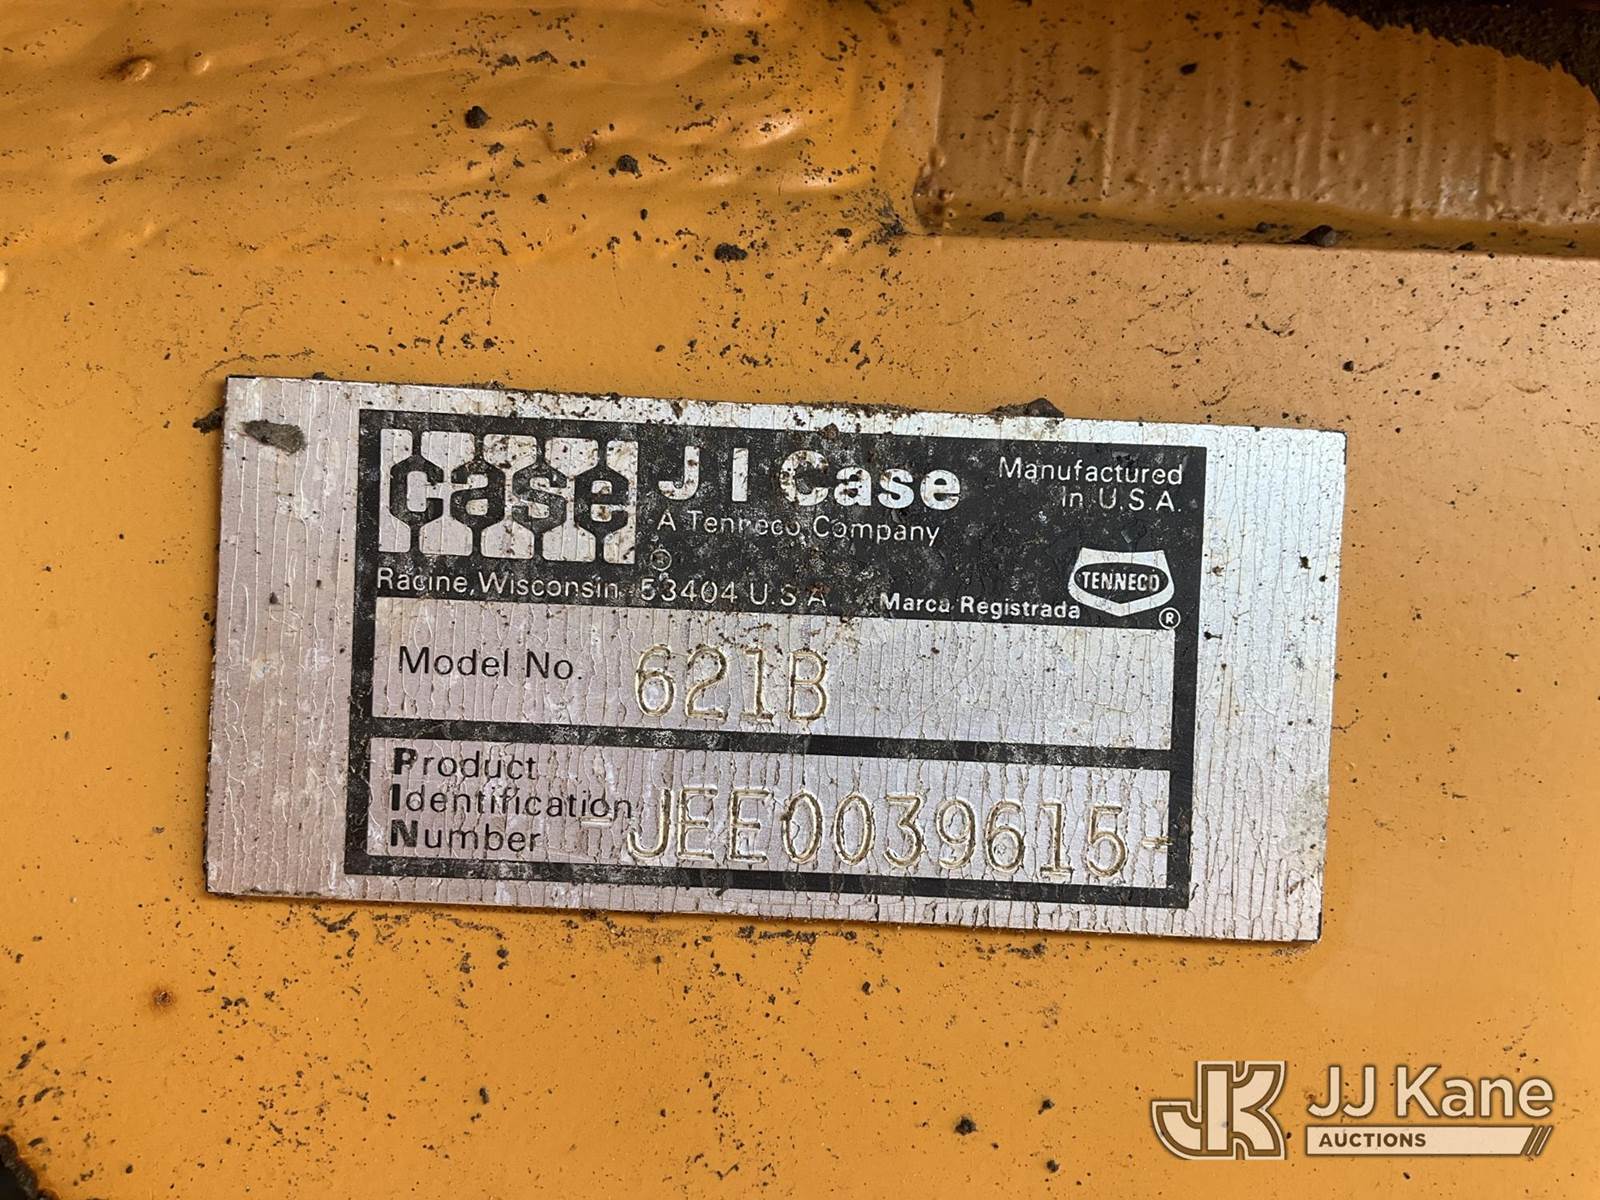 case
J I Case
A Tenneco Company
Manufactured
in U.S.A.
®
Racine, Wisconsin 53404 U.S.A.
TENNECO
Marca Registrada
®
Model No. 621B
Product
Identification
Number -JEE0039615-
JK JJ Kane
AUCTIONS